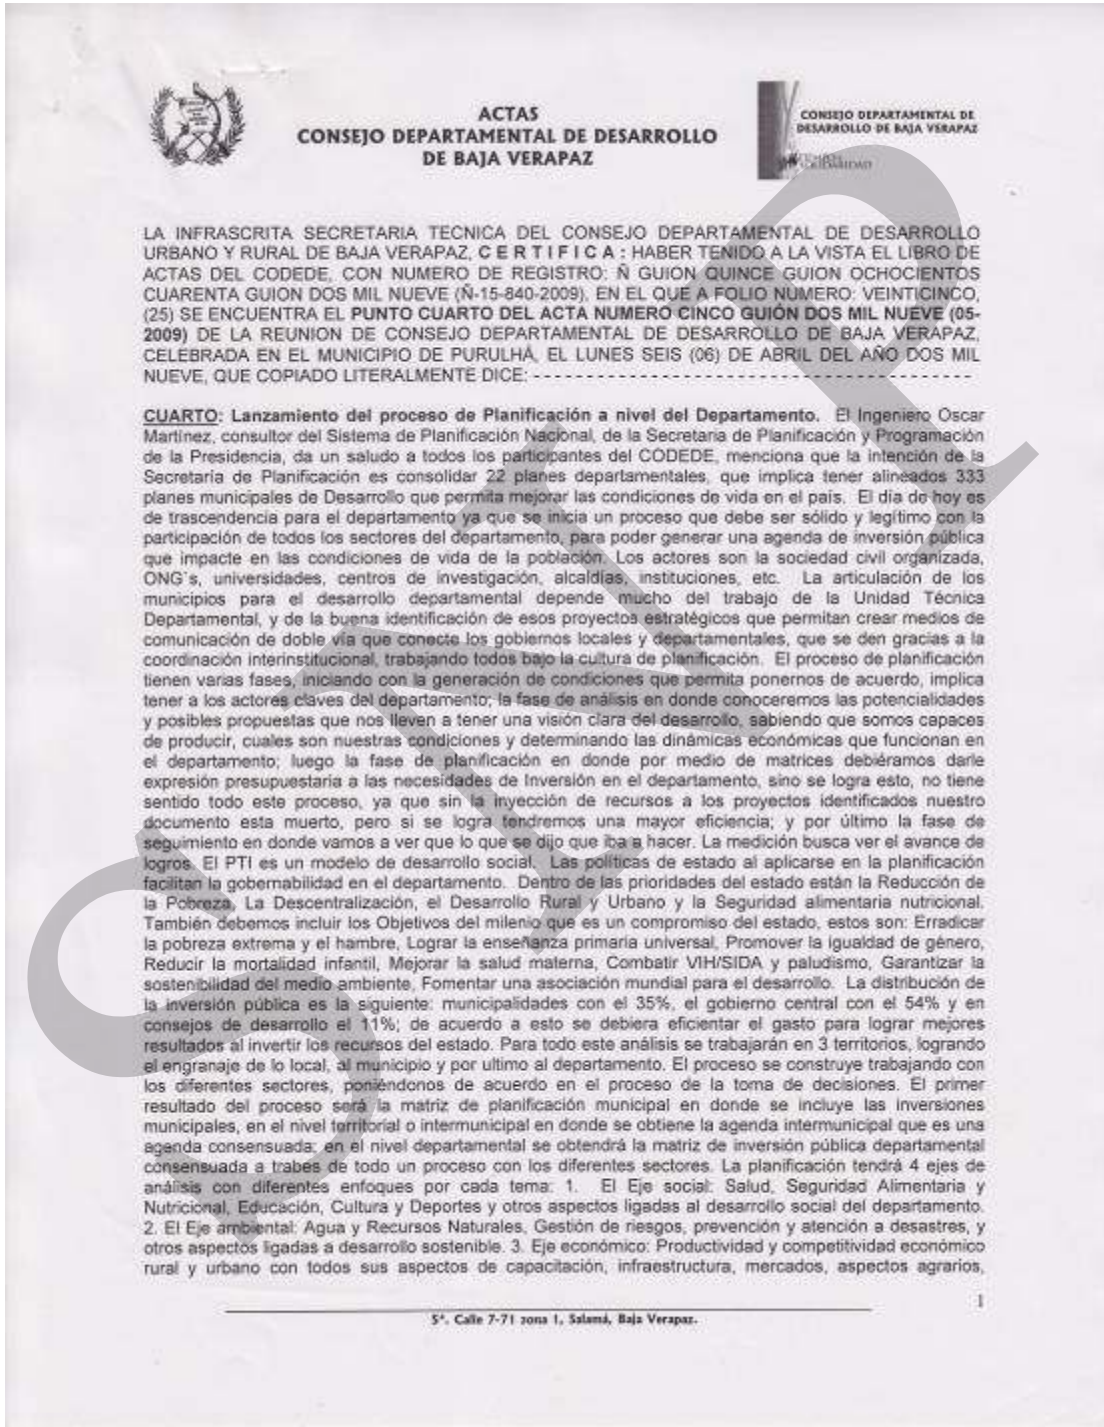 ACTAS
CONSEJO DEPARTAMENTAL DE DESARROLLO
DE BAJA VERAPAZ
CONSEJO DEPARTAMENTAL DE
DESARROLLO DE BAJA VERAPAZ
SOLIDARIDAD
LA INFRASCRITA SECRETARIA TECNICA DEL CONSEJO DEPARTAMENTAL DE DESARROLLO
URBANO Y RURAL DE BAJA VERAPAZ, C E R T I F I C A : HABER TENIDO A LA VISTA EL LIBRO DE
ACTAS DEL CODEDE, CON NUMERO DE REGISTRO: Ñ GUION QUINCE GUION OCHOCIENTOS
CUARENTA GUION DOS MIL NUEVE (Ñ-15-840-2009), EN EL QUE A FOLIO NUMERO: VEINTICINCO,
(25) SE ENCUENTRA EL PUNTO CUARTO DEL ACTA NUMERO CINCO GUIÓN DOS MIL NUEVE (05-
2009) DE LA REUNION DE CONSEJO DEPARTAMENTAL DE DESARROLLO DE BAJA VERAPAZ,
CELEBRADA EN EL MUNICIPIO DE PURULHÁ, EL LUNES SEIS (06) DE ABRIL DEL AÑO DOS MIL
NUEVE, QUE COPIADO LITERALMENTE DICE: - - - - - - - - - - - - - - - - - - - - - - - - - - - - - - - - - - - - - - - -
CUARTO: Lanzamiento del proceso de Planificación a nivel del Departamento. El Ingeniero Oscar
Martínez, consultor del Sistema de Planificación Nacional, de la Secretaria de Planificación y Programación
de la Presidencia, da un saludo a todos los participantes del CODEDE, menciona que la intención de la
Secretaría de Planificación es consolidar 22 planes departamentales, que implica tener alineados 333
planes municipales de Desarrollo que permita mejorar las condiciones de vida en el país. El día de hoy es
de trascendencia para el departamento ya que se inicia un proceso que debe ser sólido y legítimo con la
participación de todos los sectores del departamento, para poder generar una agenda de inversión pública
que impacte en las condiciones de vida de la población. Los actores son la sociedad civil organizada,
ONG`s, universidades, centros de investigación, alcaldías, instituciones, etc. La articulación de los
municipios para el desarrollo departamental depende mucho del trabajo de la Unidad Técnica
Departamental, y de la buena identificación de esos proyectos estratégicos que permitan crear medios de
comunicación de doble vía que conecte los gobiernos locales y departamentales, que se den gracias a la
coordinación interinstitucional, trabajando todos bajo la cultura de planificación. El proceso de planificación
tienen varias fases, iniciando con la generación de condiciones que permita ponernos de acuerdo, implica
tener a los actores claves del departamento; la fase de análisis en donde conoceremos las potencialidades
y posibles propuestas que nos lleven a tener una visión clara del desarrollo, sabiendo que somos capaces
de producir, cuales son nuestras condiciones y determinando las dinámicas económicas que funcionan en
el departamento; luego la fase de planificación en donde por medio de matrices debiéramos darle
expresión presupuestaria a las necesidades de Inversión en el departamento, sino se logra esto, no tiene
sentido todo este proceso, ya que sin la inyección de recursos a los proyectos identificados nuestro
documento esta muerto, pero si se logra tendremos una mayor eficiencia; y por último la fase de
seguimiento en donde vamos a ver que lo que se dijo que iba a hacer. La medición busca ver el avance de
logros. El PTI es un modelo de desarrollo social. Las políticas de estado al aplicarse en la planificación
facilitan la gobernabilidad en el departamento. Dentro de las prioridades del estado están la Reducción de
la Pobreza, La Descentralización, el Desarrollo Rural y Urbano y la Seguridad alimentaria nutricional.
También debemos incluir los Objetivos del milenio que es un compromiso del estado, estos son: Erradicar
la pobreza extrema y el hambre, Lograr la enseñanza primaria universal, Promover la igualdad de género,
Reducir la mortalidad infantil, Mejorar la salud materna, Combatir VIH/SIDA y paludismo, Garantizar la
sostenibilidad del medio ambiente, Fomentar una asociación mundial para el desarrollo. La distribución de
la inversión pública es la siguiente: municipalidades con el 35%, el gobierno central con el 54% y en
consejos de desarrollo el 11%; de acuerdo a esto se debiera eficientar el gasto para lograr mejores
resultados al invertir los recursos del estado. Para todo este análisis se trabajarán en 3 territorios, logrando
el engranaje de lo local, al municipio y por ultimo al departamento. El proceso se construye trabajando con
los diferentes sectores, poniéndonos de acuerdo en el proceso de la toma de decisiones. El primer
resultado del proceso será la matriz de planificación municipal en donde se incluye las inversiones
municipales, en el nivel territorial o intermunicipal en donde se obtiene la agenda intermunicipal que es una
agenda consensuada; en el nivel departamental se obtendrá la matriz de inversión pública departamental
consensuada a trabes de todo un proceso con los diferentes sectores. La planificación tendrá 4 ejes de
análisis con diferentes enfoques por cada tema: 1. El Eje social: Salud, Seguridad Alimentaria y
Nutricional, Educación, Cultura y Deportes y otros aspectos ligadas al desarrollo social del departamento.
2. El Eje ambiental: Agua y Recursos Naturales, Gestión de riesgos, prevención y atención a desastres, y
otros aspectos ligadas a desarrollo sostenible. 3. Eje económico: Productividad y competitividad económico
rural y urbano con todos sus aspectos de capacitación, infraestructura, mercados, aspectos agrarios,
1
5ª. Calle 7-71 zona 1, Salamá, Baja Verapaz.
SNIP